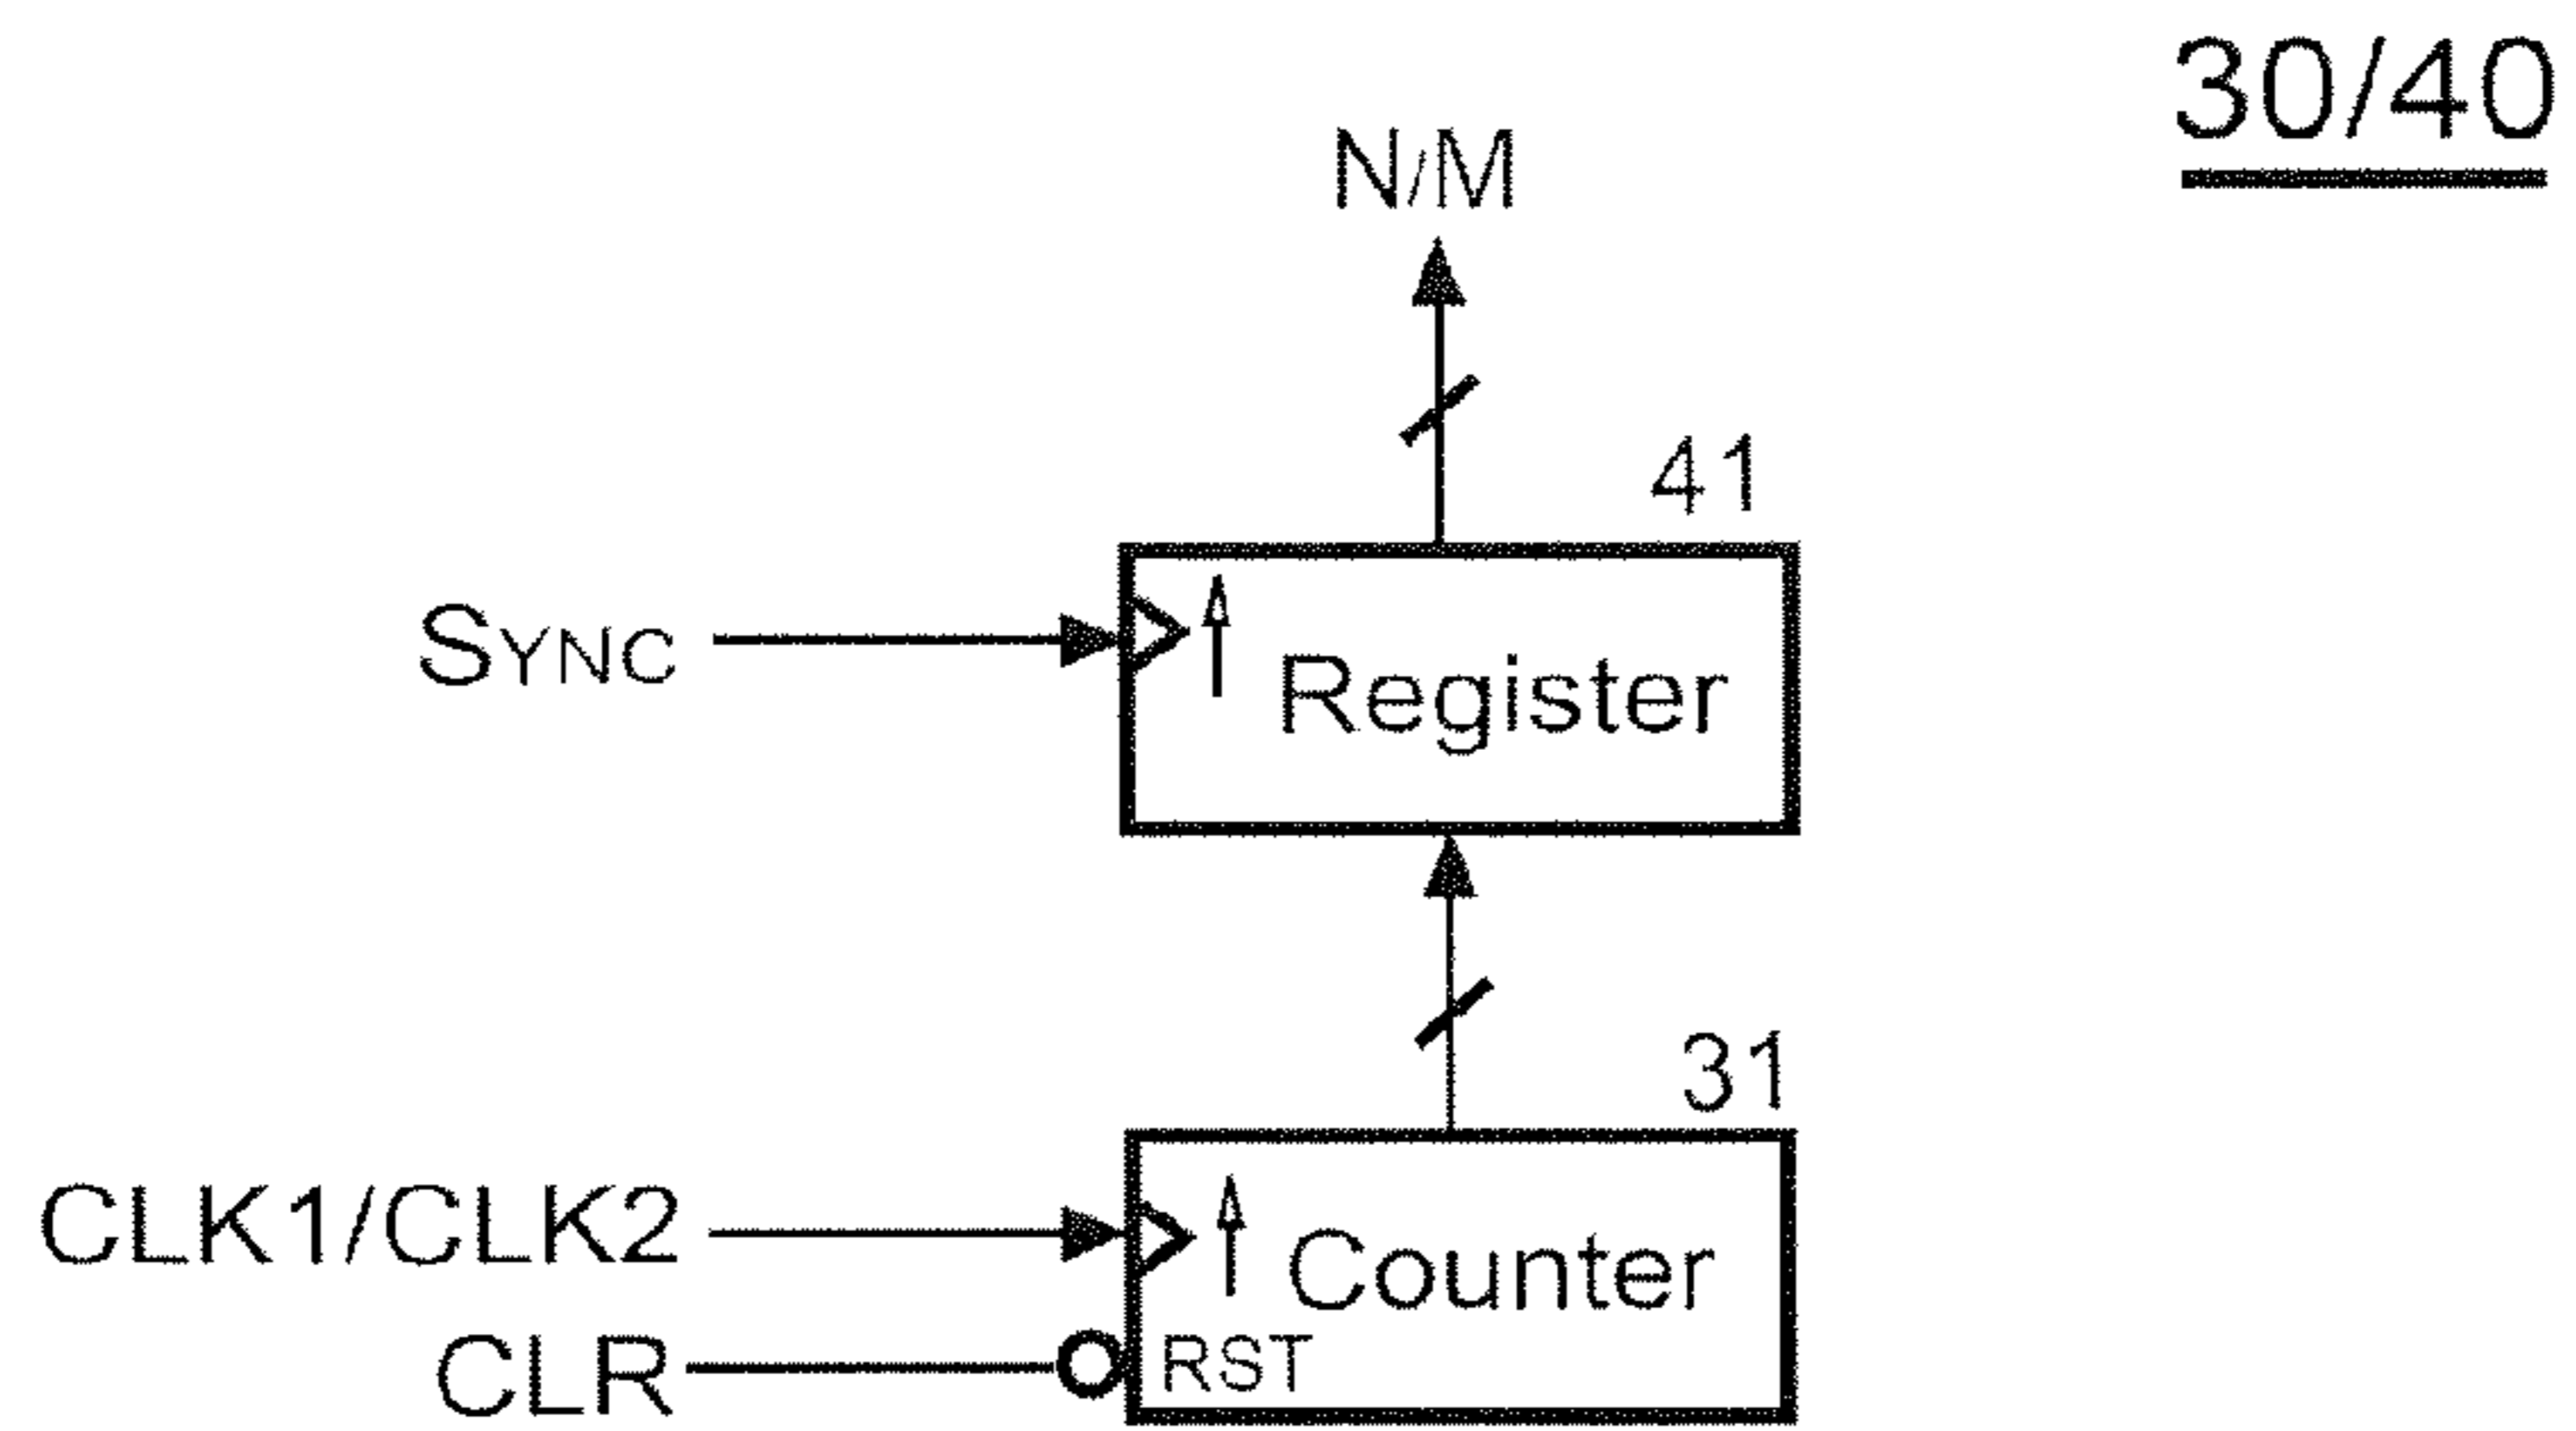 30/40
N/M
41
SYNC
Register
31
CLK1/CLK2
Counter
CLR
RST